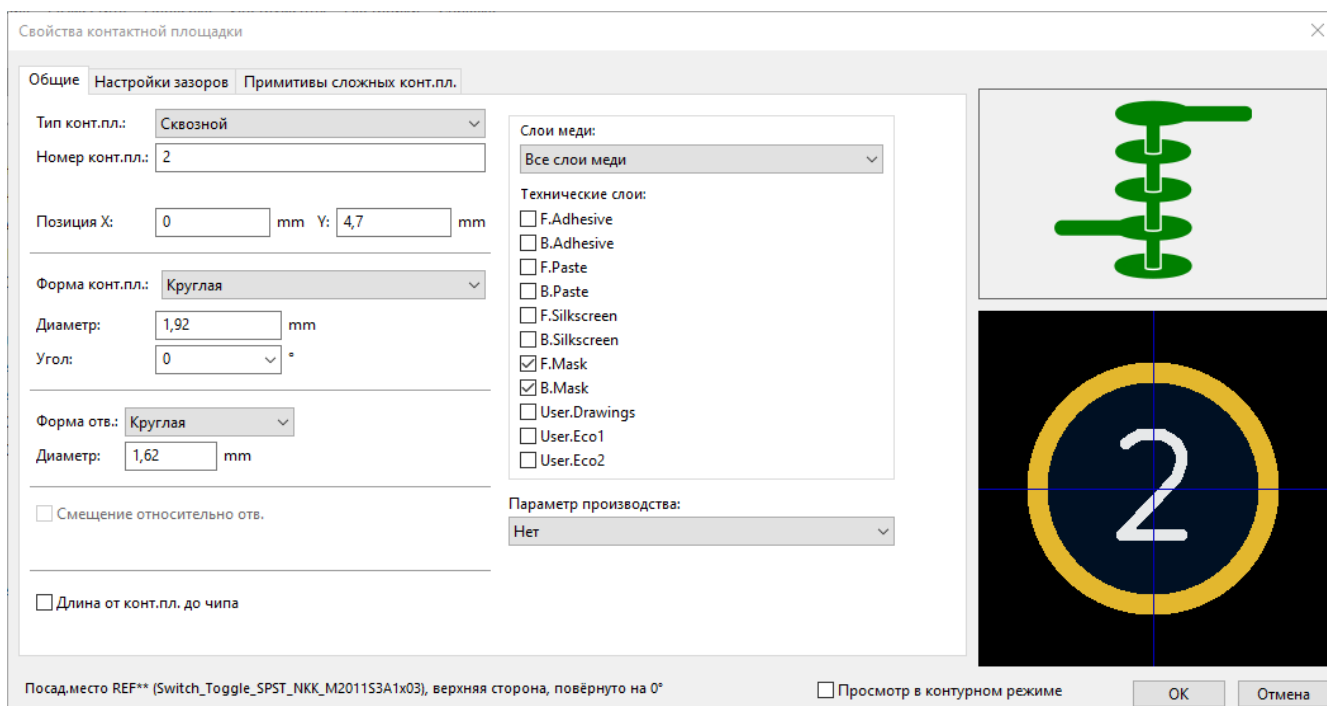 Свойства контактной площадки
Общие Настройки зазоров Примитивы сложных конт.пл.
Тип конт.пл.: Сквозной
Номер конт.пл.: 2
Позиция X: 0 mm Y: 4,7 mm
Форма конт.пл.: Круглая
Диаметр: 1,92 mm
Угол: 0 °
Форма отв.: Круглая
Диаметр: 1,62 mm
Смещение относительно отв.
Длина от конт.пл. до чипа
Слои меди:
Все слои меди
Технические слои:
F.Adhesive
B.Adhesive
F.Paste
B.Paste
F.Silkscreen
B.Silkscreen
F.Mask
B.Mask
User.Drawings
User.Eco1
User.Eco2
Параметр производства:
Нет
2
Посад.место REF** (Switch_Toggle_SPST_NKK_M2011S3A1x03), верхняя сторона, повёрнуто на 0°
Просмотр в контурном режиме
OK Отмена